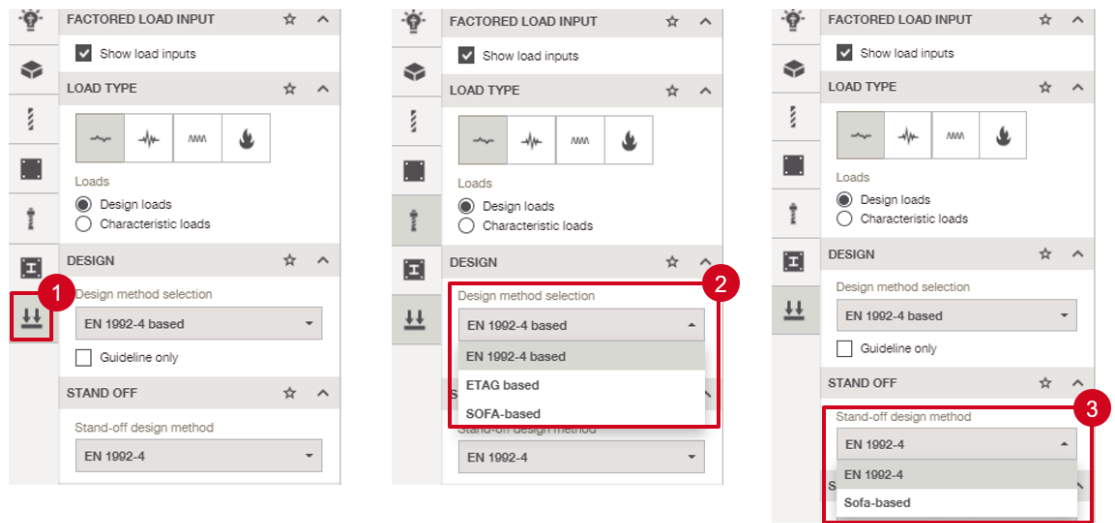 FACTORED LOAD INPUT
Show load inputs
LOAD TYPE
Loads
Design loads
Characteristic loads
DESIGN
1
Design method selection
EN 1992-4 based
Guideline only
STAND OFF
Stand-off design method
EN 1992-4
FACTORED LOAD INPUT
Show load inputs
LOAD TYPE
Loads
Design loads
Characteristic loads
DESIGN
2
Design method selection
EN 1992-4 based
EN 1992-4 based
ETAG based
S
SOFA-based
Stand-off design method
EN 1992-4
FACTORED LOAD INPUT
Show load inputs
LOAD TYPE
Loads
Design loads
Characteristic loads
DESIGN
Design method selection
EN 1992-4 based
Guideline only
STAND OFF
3
Stand-off design method
EN 1992-4
EN 1992-4
S
Sofa-based